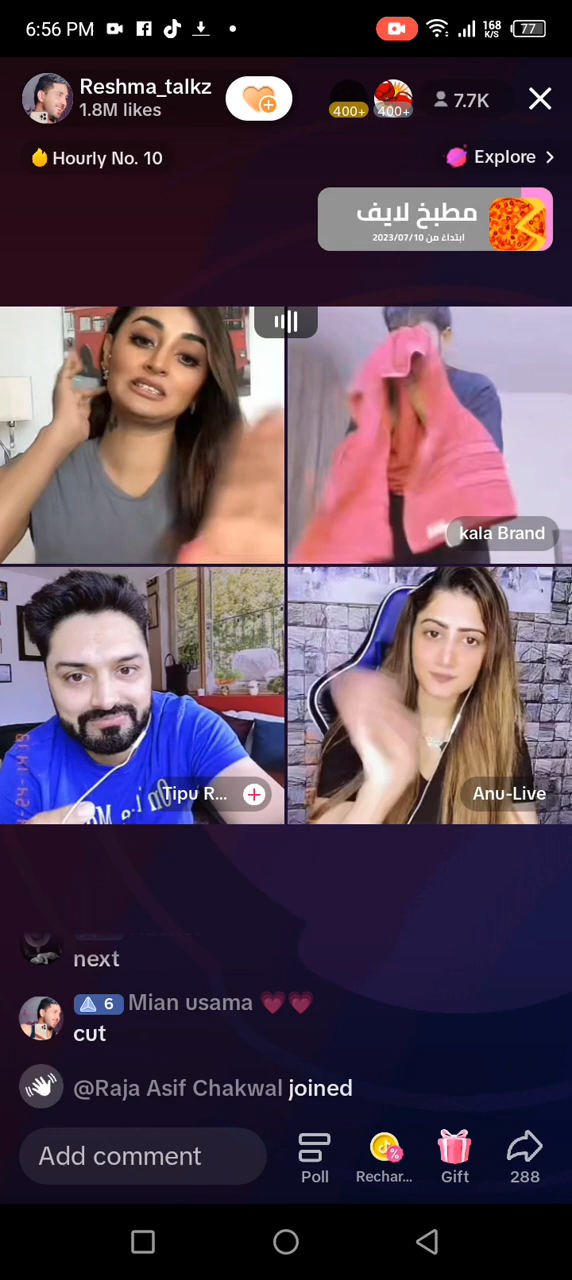 6:56 PM
168
K/S
77
Reshma_talkz
1.8M likes
400+
400+
7.7K
Hourly No. 10
Explore
مطبخ لايف
ابتداءً من 2023/07/10
kala Brand
Tipu R...
Anu-Live
next
6 Mian usama 💗💗
cut
@Raja Asif Chakwal joined
Add comment
Poll
Rechar...
Gift
288